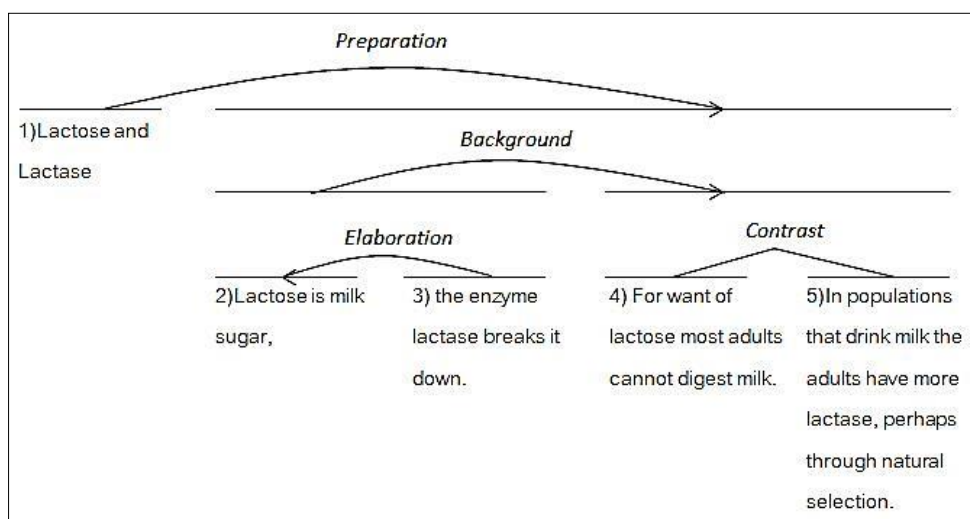 Preparation
1)Lactose and
Lactase
Background
Elaboration
Contrast
2)Lactose is milk
sugar,
3) the enzyme
lactase breaks it
down.
4) For want of
lactose most adults
cannot digest milk.
5)In populations
that drink milk the
adults have more
lactase, perhaps
through natural
selection.